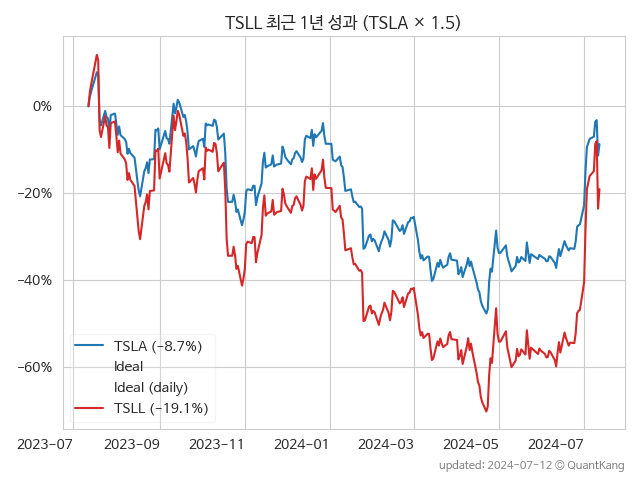 TSLL 최근 1년 성과 (TSLA × 1.5)
0%
−20%
−40%
−60%
TSLA (−8.7%)
Ideal
Ideal (daily)
TSLL (−19.1%)
2023−07
2023−09
2023−11
2024−01
2024−03
2024−05
2024−07
updated: 2024−07−12 © QuantKang